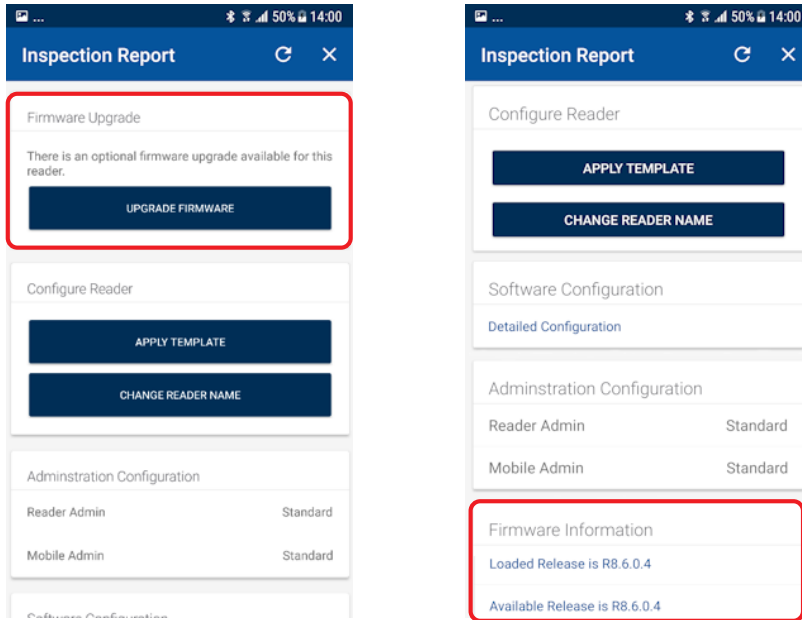 ... 50% 14:00
Inspection Report
Firmware Upgrade
There is an optional firmware upgrade available for this
reader.
UPGRADE FIRMWARE
Configure Reader
APPLY TEMPLATE
CHANGE READER NAME
Adminstration Configuration
Reader Admin Standard
Mobile Admin Standard
Software Configuration
... 50% 14:00
Inspection Report
Configure Reader
APPLY TEMPLATE
CHANGE READER NAME
Software Configuration
Detailed Configuration
Adminstration Configuration
Reader Admin Standard
Mobile Admin Standard
Firmware Information
Loaded Release is R8.6.0.4
Available Release is R8.6.0.4